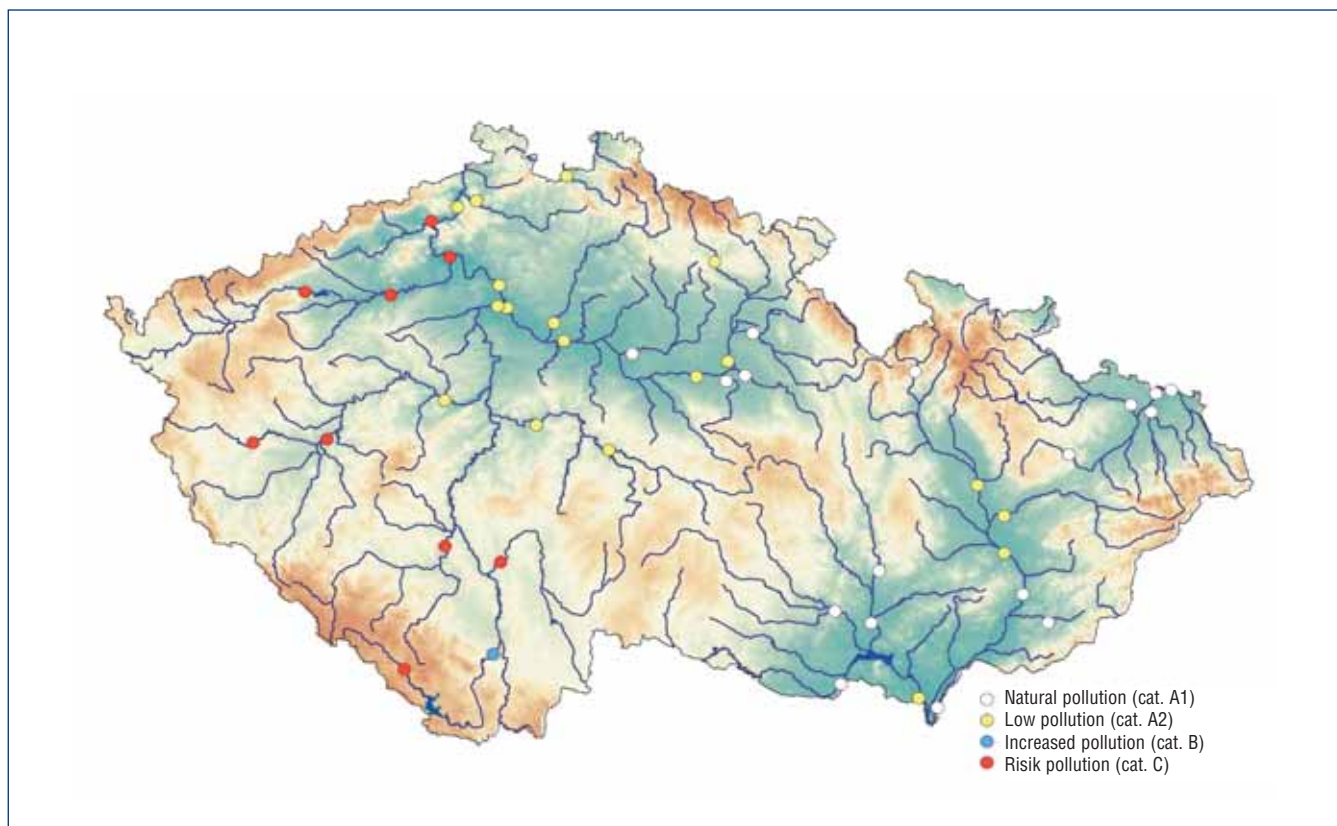 Natural pollution (cat. A1)
Low pollution (cat. A2)
Increased pollution (cat. B)
Risik pollution (cat. C)